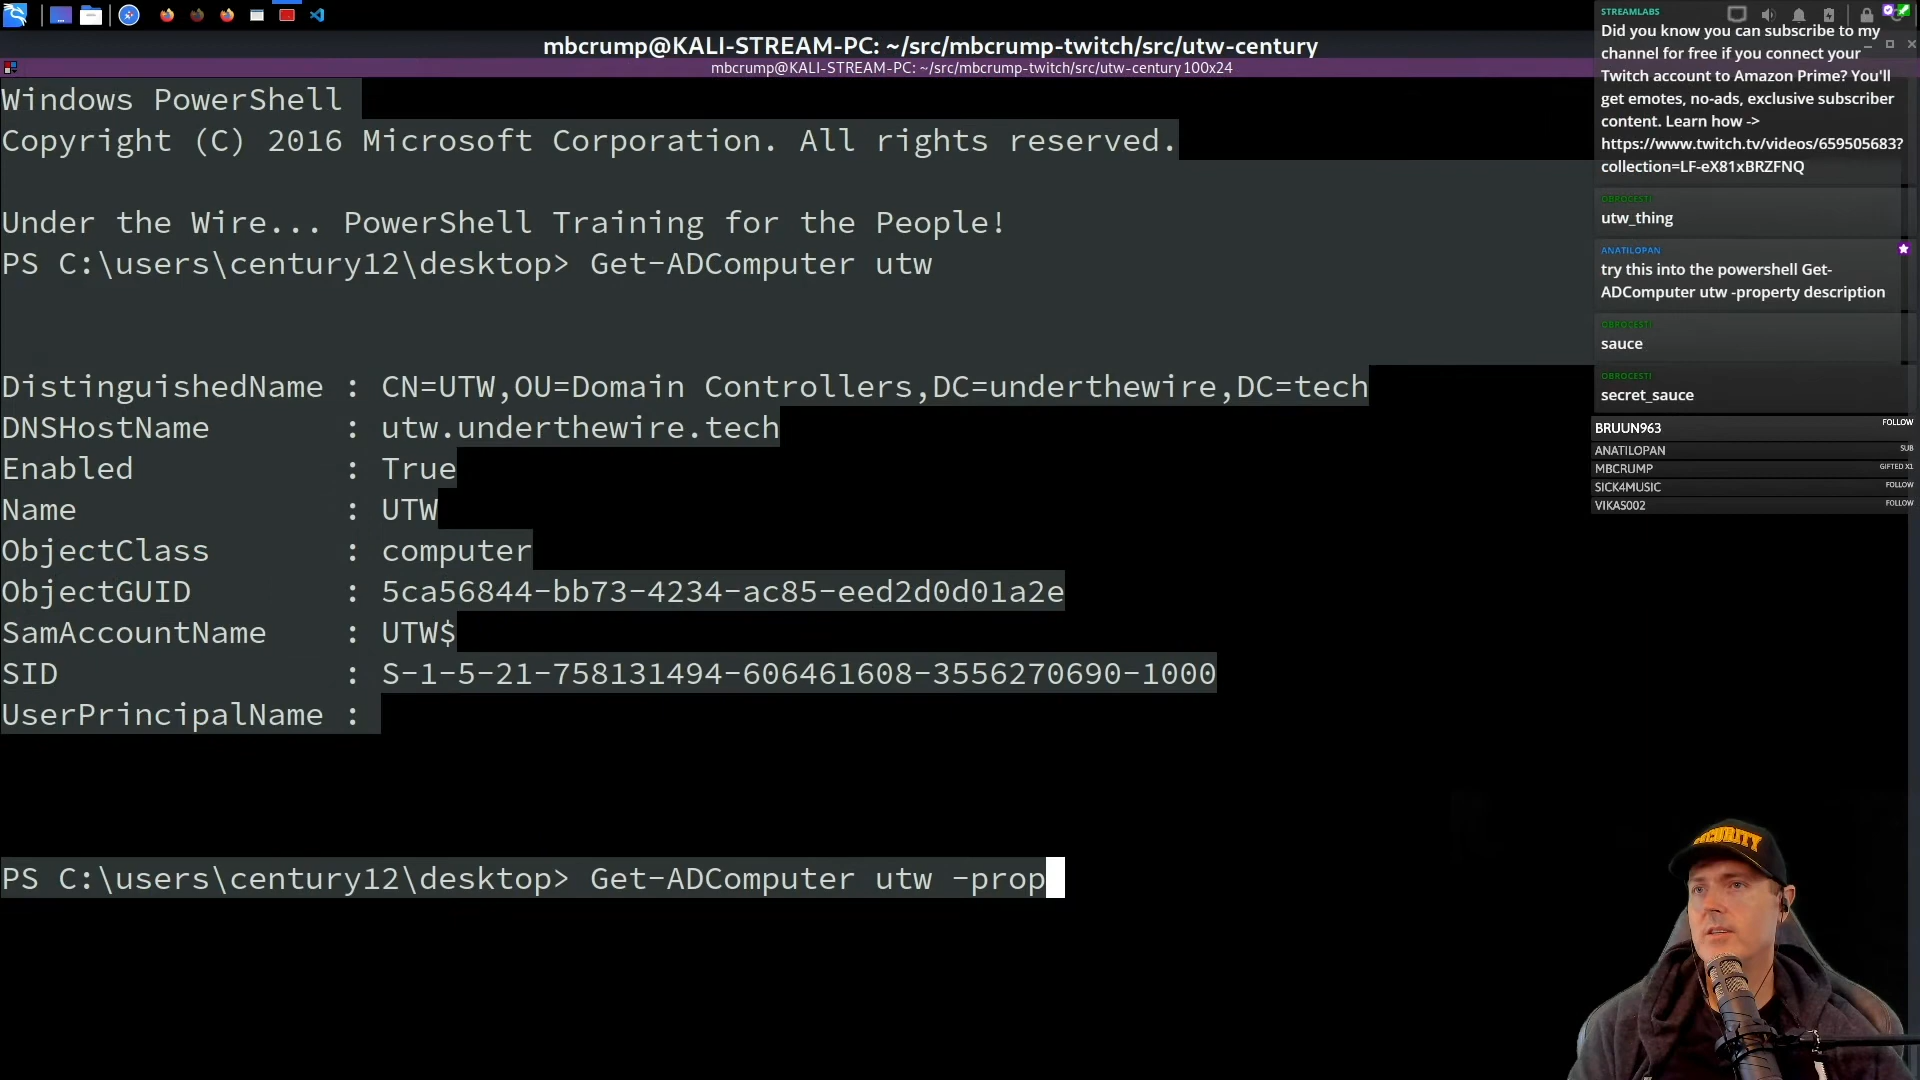 mbcrump@KALI-STREAM-PC: ~/src/mbcrump-twitch/src/utw-century
mbcrump@KALI-STREAM-PC: ~/src/mbcrump-twitch/src/utw-century 100x24
Windows PowerShell
Copyright (C) 2016 Microsoft Corporation. All rights reserved.
Under the Wire... PowerShell Training for the People!
PS C:\users\century12\desktop> Get-ADComputer utw
DistinguishedName : CN=UTW,OU=Domain Controllers,DC=underthewire,DC=tech
DNSHostName : utw.underthewire.tech
Enabled : True
Name : UTW
ObjectClass : computer
ObjectGUID : 5ca56844-bb73-4234-ac85-eed2d0d01a2e
SamAccountName : UTW$
SID : S-1-5-21-758131494-606461608-3556270690-1000
UserPrincipalName :
PS C:\users\century12\desktop> Get-ADComputer utw -prop
STREAMLABS
Did you know you can subscribe to my
channel for free if you connect your
Twitch account to Amazon Prime? You'll
get emotes, no-ads, exclusive subscriber
content. Learn how ->
https://www.twitch.tv/videos/659505683?
collection=LF-eX81xBRZFNQ
OBROCESTI
utw_thing
ANATILOPAN
try this into the powershell Get-
ADComputer utw -property description
OBROCESTI
sauce
OBROCESTI
secret_sauce
BRUUN963 FOLLOW
ANATILOPAN SUB
MBCRUMP GIFTED X1
SICK4MUSIC FOLLOW
VIKAS002 FOLLOW
SECURITY